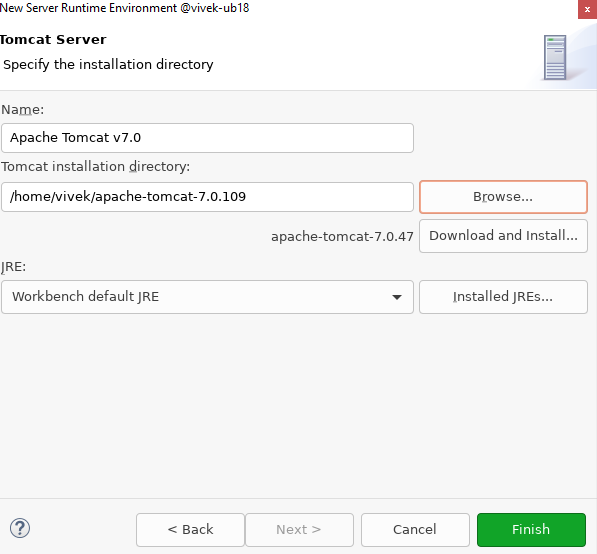 New Server Runtime Environment @vivek-ub18
x
Tomcat Server
Specify the installation directory
Name:
Apache Tomcat v7.0
Tomcat installation directory:
/home/vivek/apache-tomcat-7.0.109
Browse...
apache-tomcat-7.0.47
Download and Install...
JRE:
Workbench default JRE
Installed JREs...
?
< Back
Next >
Cancel
Finish